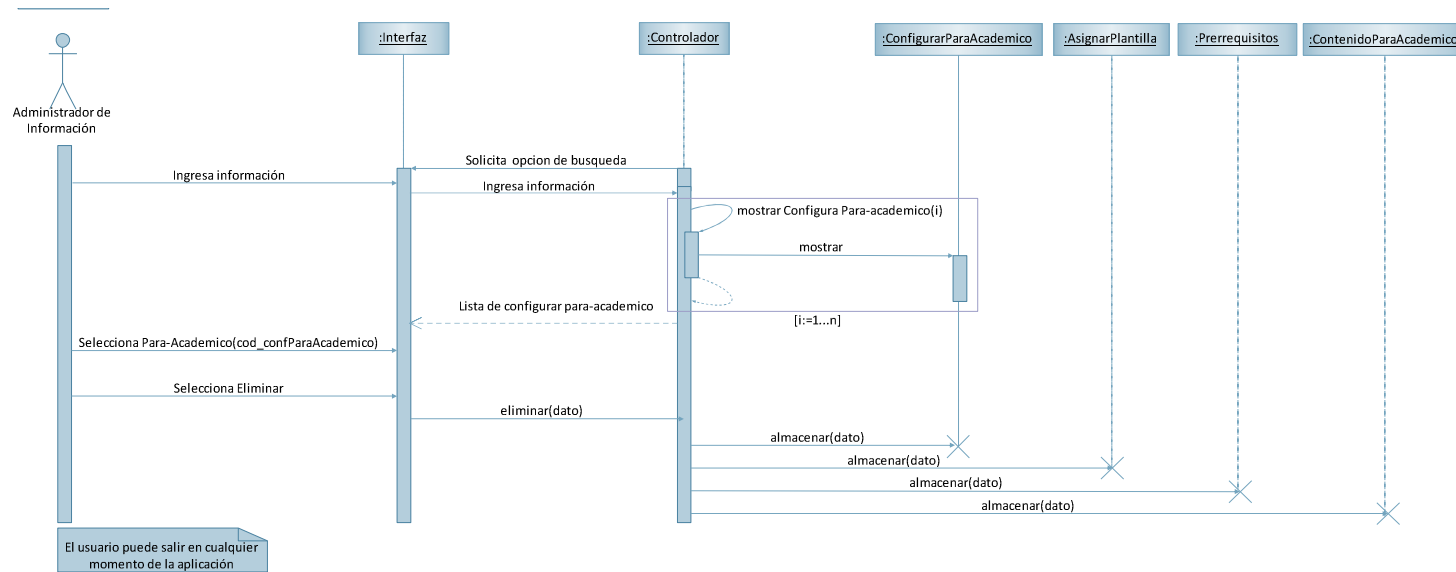 :Interfaz
:Controlador
:ConfigurarParaAcademico
:AsignarPlantilla
:Prerrequisitos
:ContenidoParaAcademico
Administrador de
Información
Solicita opcion de busqueda
Ingresa información
Ingresa información
mostrar Configura Para-academico(i)
mostrar
Lista de configurar para-academico
[i:=1...n]
Selecciona Para-Academico(cod_confParaAcademico)
Selecciona Eliminar
eliminar(dato)
almacenar(dato)
almacenar(dato)
almacenar(dato)
almacenar(dato)
El usuario puede salir en cualquier
momento de la aplicación